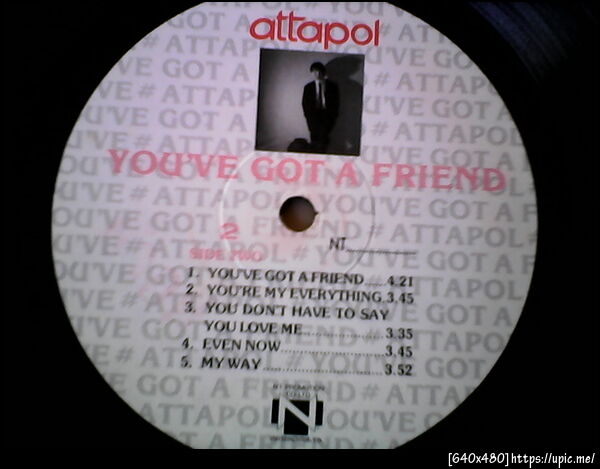 attapol
YOU'VE GOT A FRIEND
2
SIDE TWO
NT.
1. YOU'VE GOT A FRIEND.....4.21
2. YOU'RE MY EVERYTHING.3.45
3. YOU DON'T HAVE TO SAY
YOU LOVE ME....................3.35
4. EVEN NOW.........................3.45
5. MY WAY..............................3.52
NT PROMOTION
N
[640x480]https://upic.me/